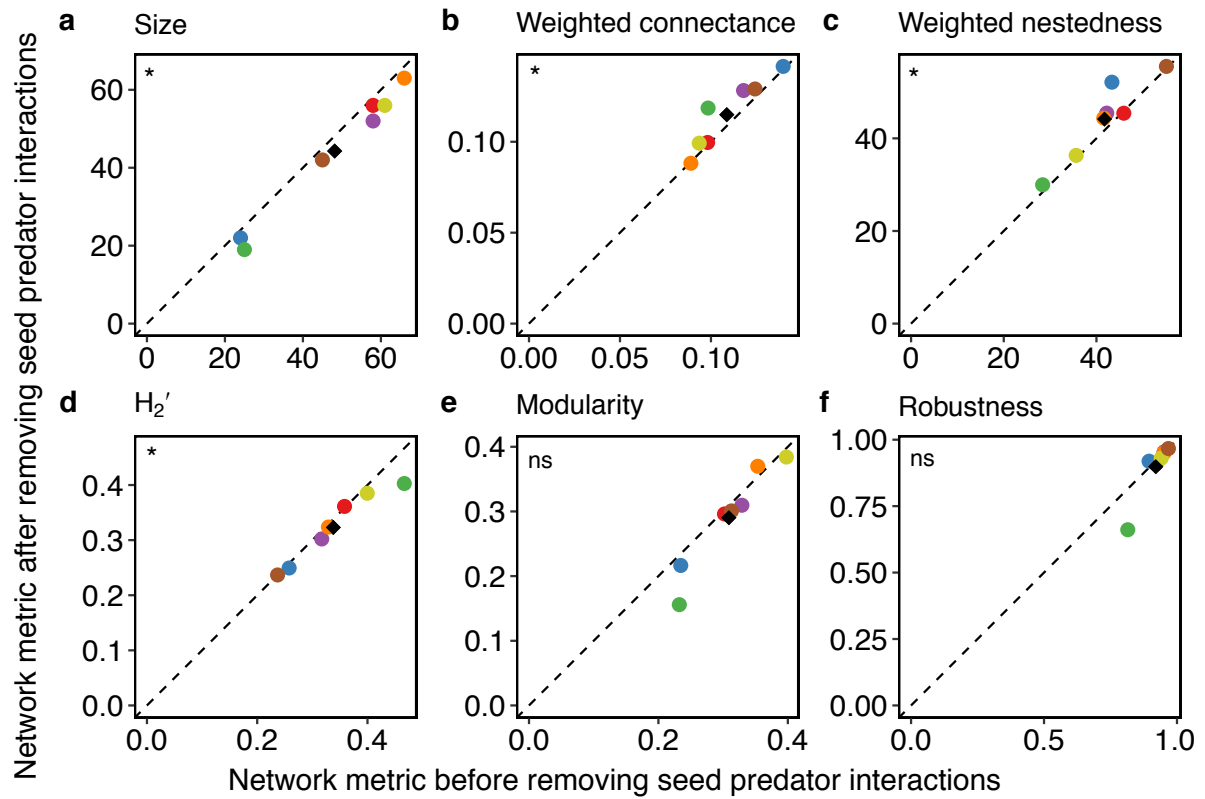 Network metric after removing seed predator interactions
a Size
*
60
40
20
0
0 20 40 60
b Weighted connectance
*
0.10
0.05
0.00
0.00 0.05 0.10
c Weighted nestedness
*
40
20
0
0 20 40
d H₂′
*
0.4
0.3
0.2
0.1
0.0
0.0 0.2 0.4
e Modularity
ns
0.4
0.3
0.2
0.1
0.0
0.0 0.2 0.4
f Robustness
ns
1.00
0.75
0.50
0.25
0.00
0.0 0.5 1.0
Network metric before removing seed predator interactions